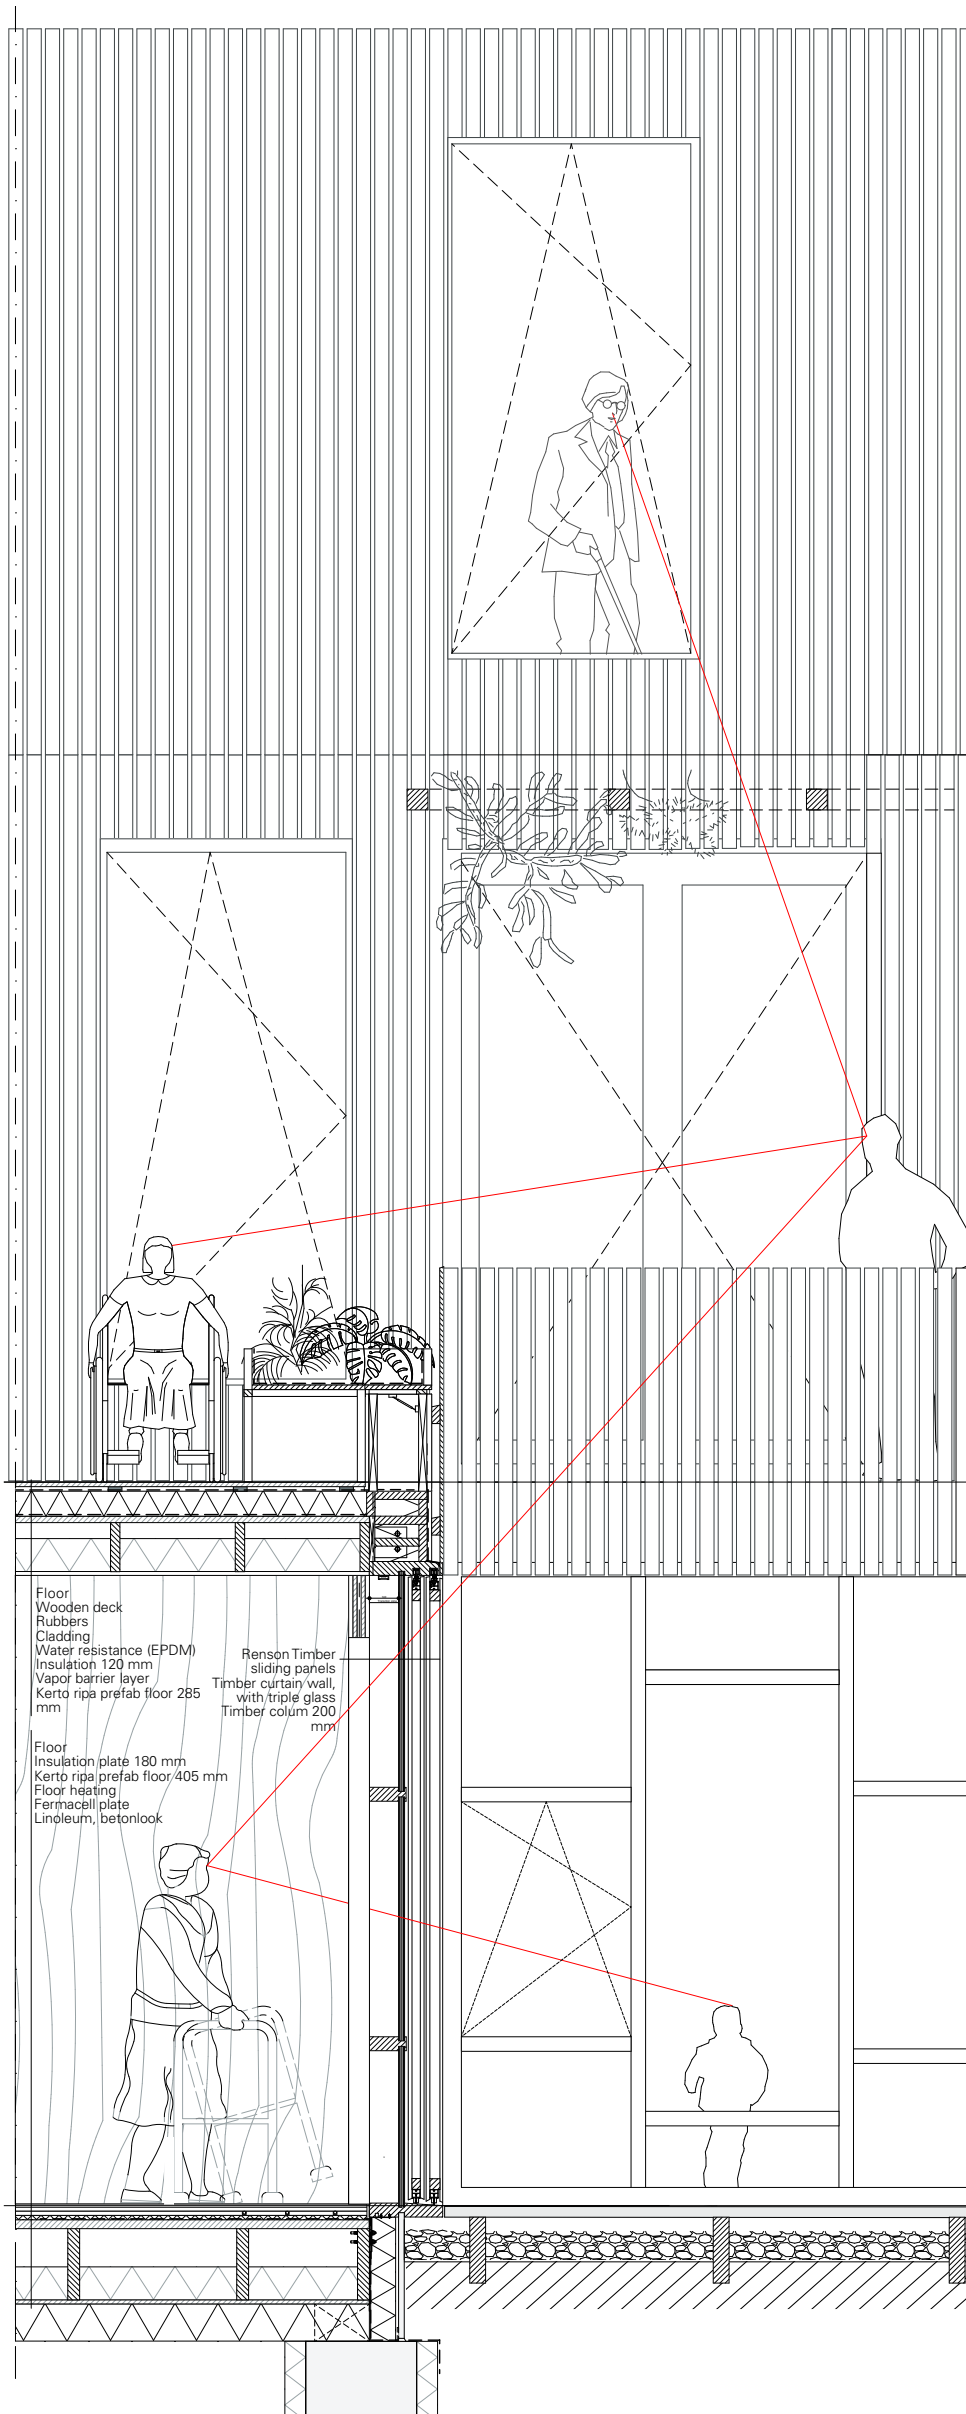 Floor
Wooden deck
Rubbers
Cladding
Water resistance (EPDM)
Insulation 120 mm
Vapor barrier layer
Kerto ripa prefab floor 285
mm
Renson Timber
sliding panels
Timber curtain wall,
with triple glass
Timber colum 200
mm
Floor
Insulation plate 180 mm
Kerto ripa prefab floor 405 mm
Floor heating
Fermacell plate
Linoleum, betonlook